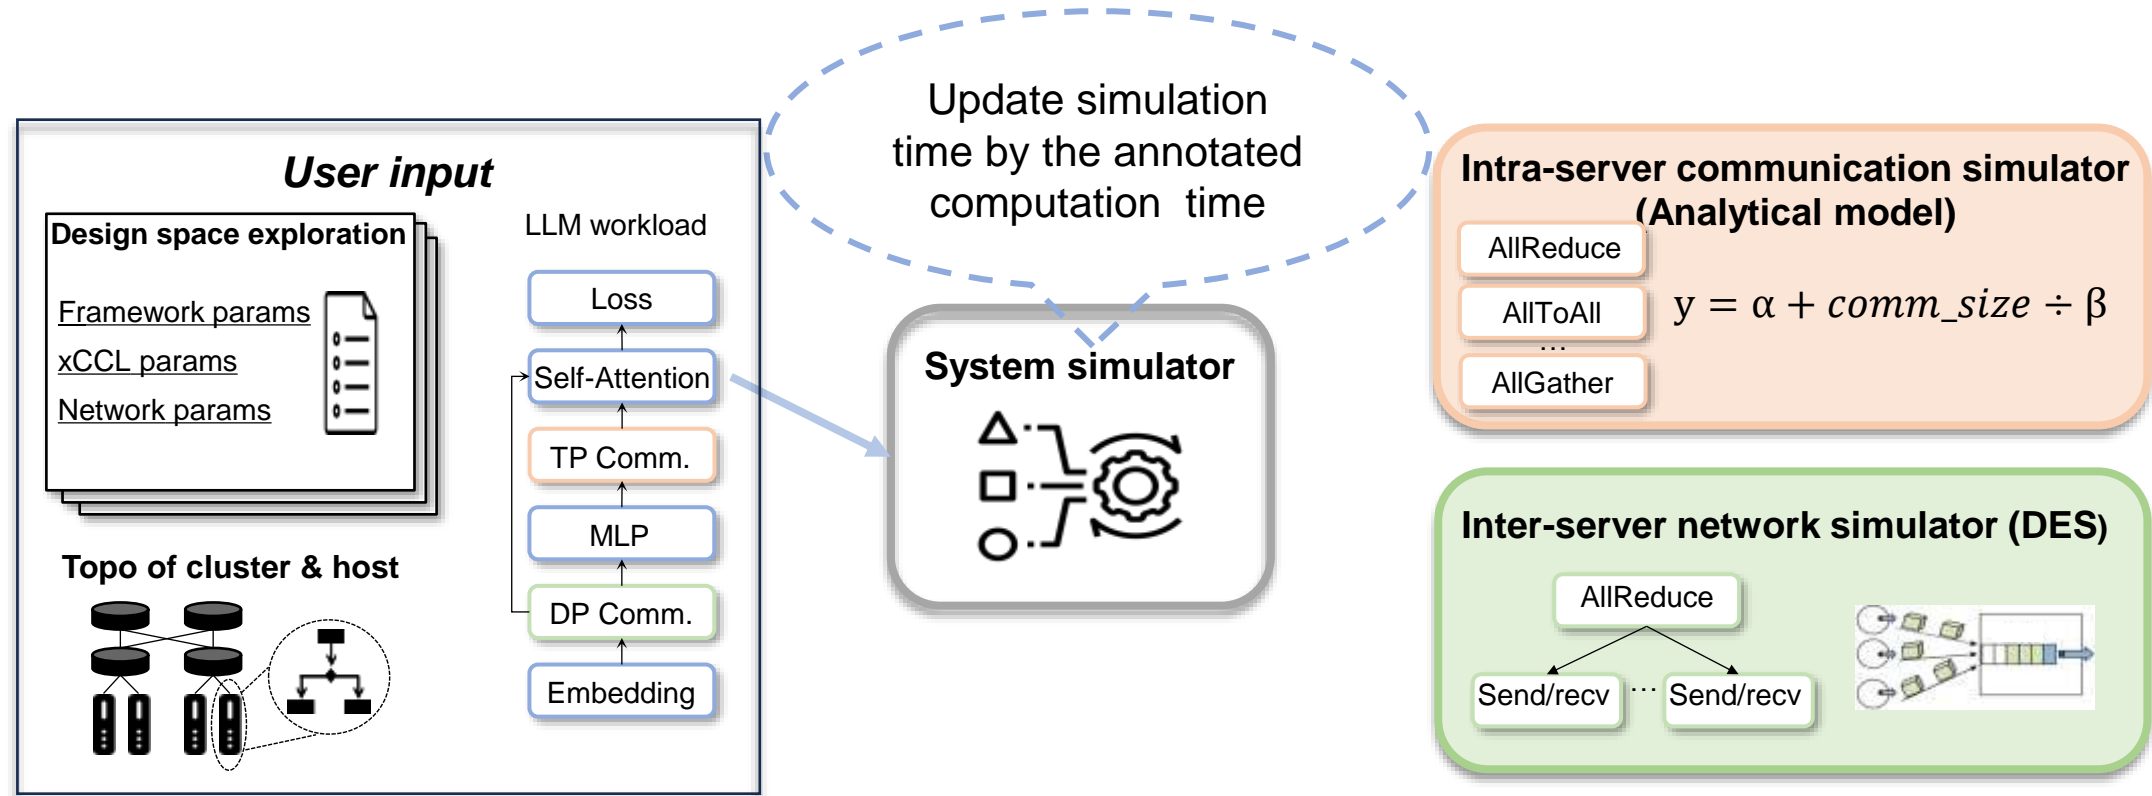 Update simulation
time by the annotated
computation time
User input
Design space exploration
Framework params
xCCL params
Network params
Topo of cluster & host
LLM workload
Loss
Self-Attention
TP Comm.
MLP
DP Comm.
Embedding
System simulator
Intra-server communication simulator
(Analytical model)
AllReduce
AllToAll
...
AllGather
y = α + comm_size ÷ β
Inter-server network simulator (DES)
AllReduce
Send/recv ... Send/recv